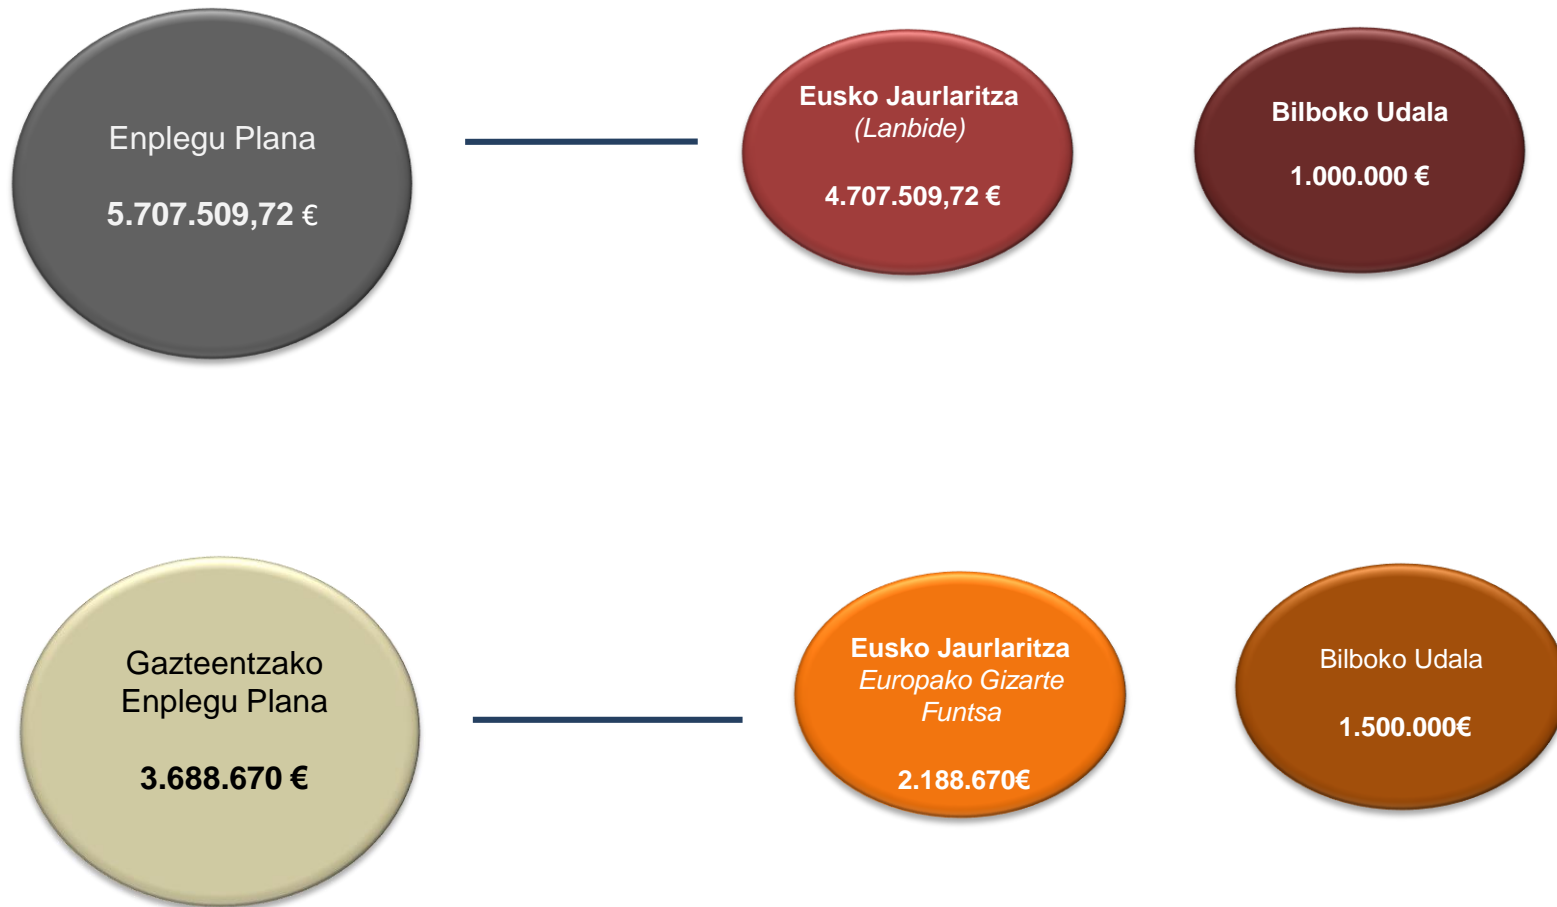 Enplegu Plana
5.707.509,72 €
Eusko Jaurlaritza
(Lanbide)
4.707.509,72 €
Bilboko Udala
1.000.000 €
Gazteentzako
Enplegu Plana
3.688.670 €
Eusko Jaurlaritza
Europako Gizarte
Funtsa
2.188.670€
Bilboko Udala
1.500.000€